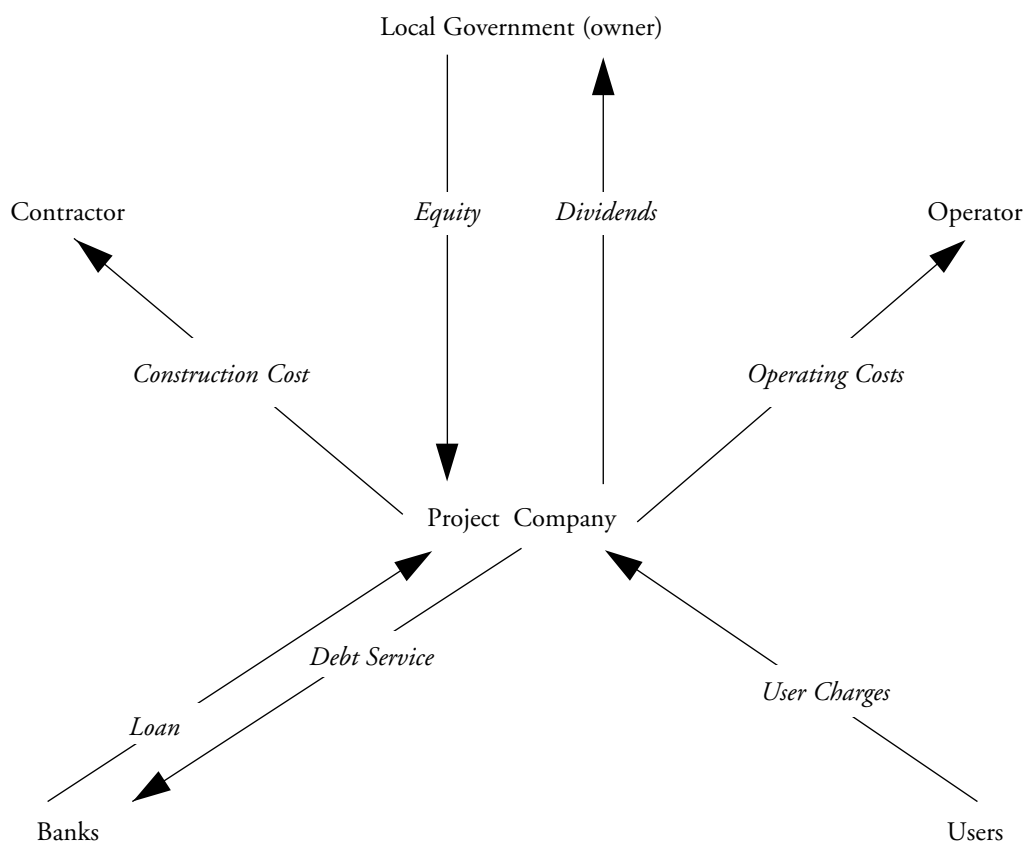 Local Government (owner)
Contractor
Equity
Dividends
Operator
Construction Cost
Operating Costs
Project Company
Debt Service
User Charges
Loan
Banks
Users